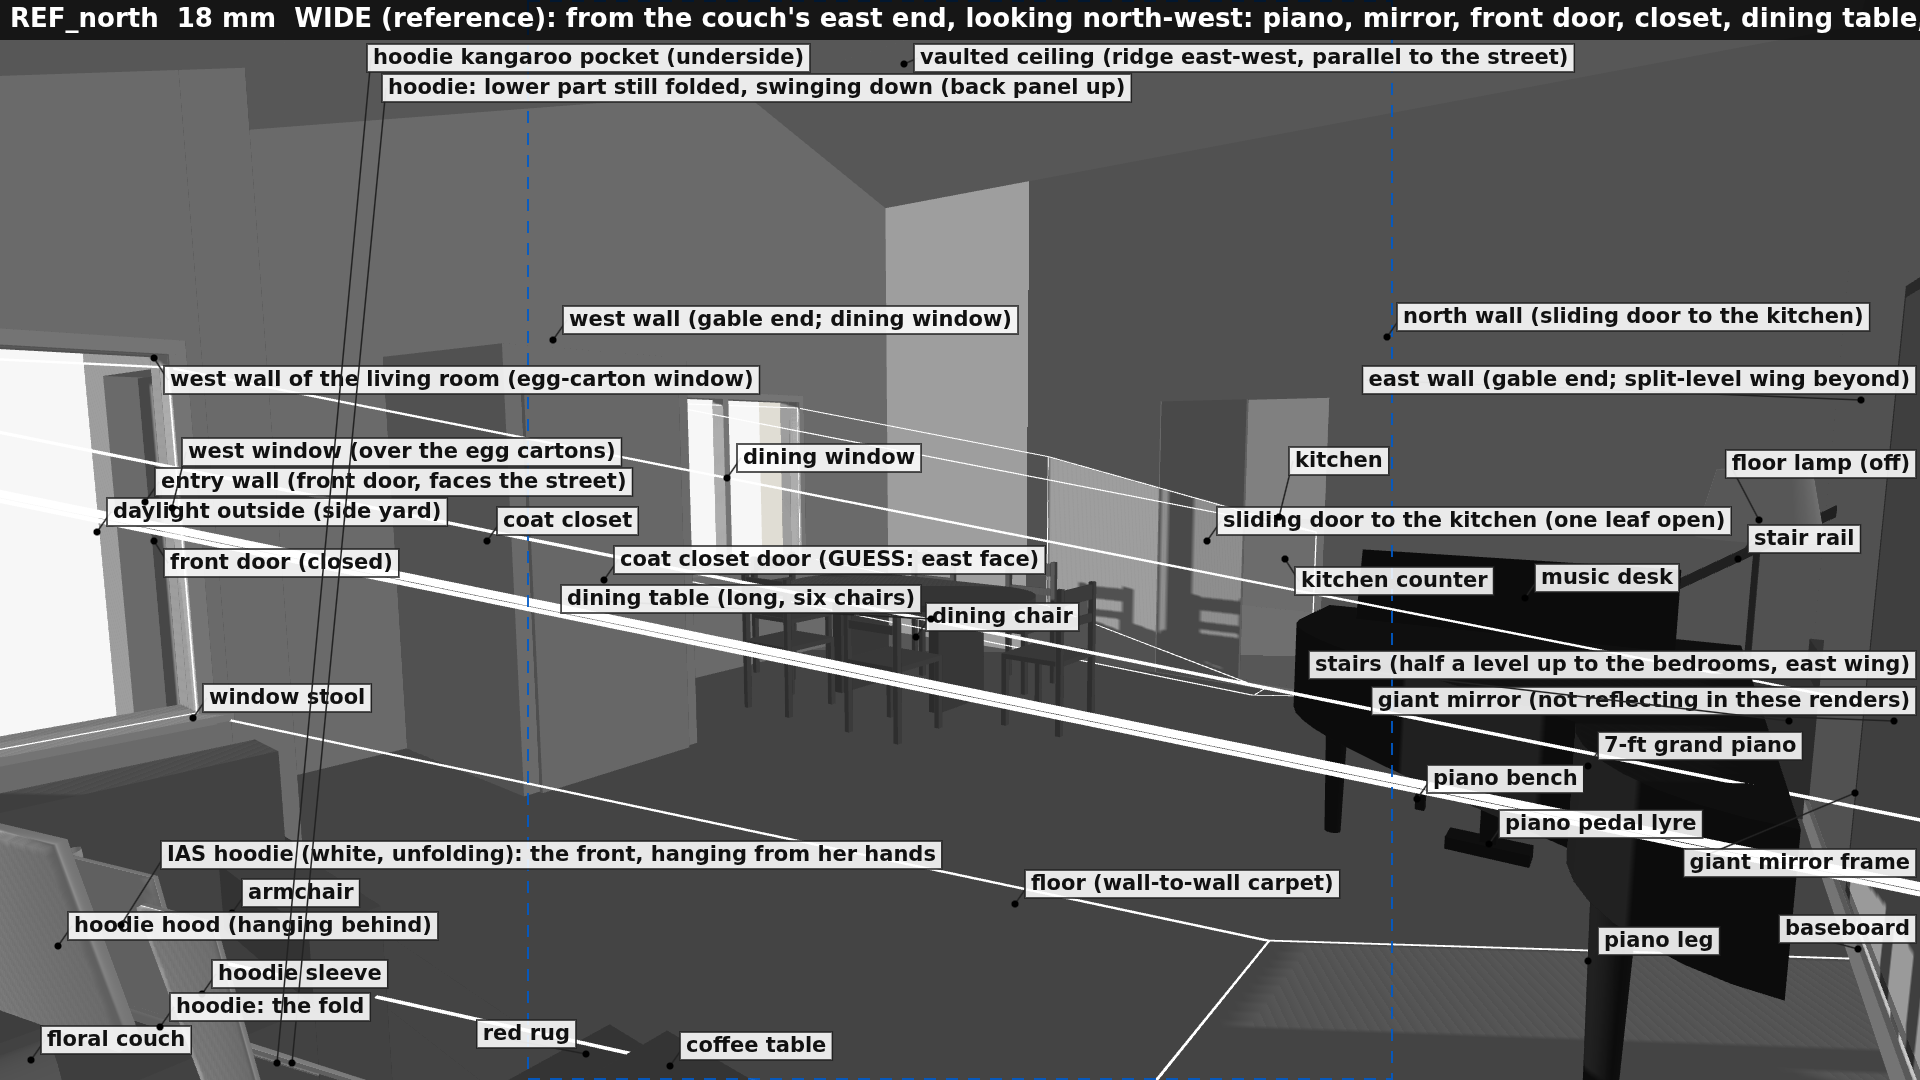 REF_north 18 mm WIDE (reference): from the couch's east end, looking north-west: piano, mirror, front door, closet, dining table,
hoodie kangaroo pocket (underside)
vaulted ceiling (ridge east-west, parallel to the street)
hoodie: lower part still folded, swinging down (back panel up)
west wall (gable end; dining window)
north wall (sliding door to the kitchen)
west wall of the living room (egg-carton window)
east wall (gable end; split-level wing beyond)
west window (over the egg cartons)
dining window
kitchen
floor lamp (off)
entry wall (front door, faces the street)
daylight outside (side yard)
coat closet
sliding door to the kitchen (one leaf open)
stair rail
front door (closed)
coat closet door (GUESS: east face)
kitchen counter
music desk
dining table (long, six chairs)
dining chair
stairs (half a level up to the bedrooms, east wing)
window stool
giant mirror (not reflecting in these renders)
7-ft grand piano
piano bench
piano pedal lyre
IAS hoodie (white, unfolding): the front, hanging from her hands
giant mirror frame
armchair
floor (wall-to-wall carpet)
hoodie hood (hanging behind)
baseboard
piano leg
hoodie sleeve
hoodie: the fold
floral couch
red rug
coffee table